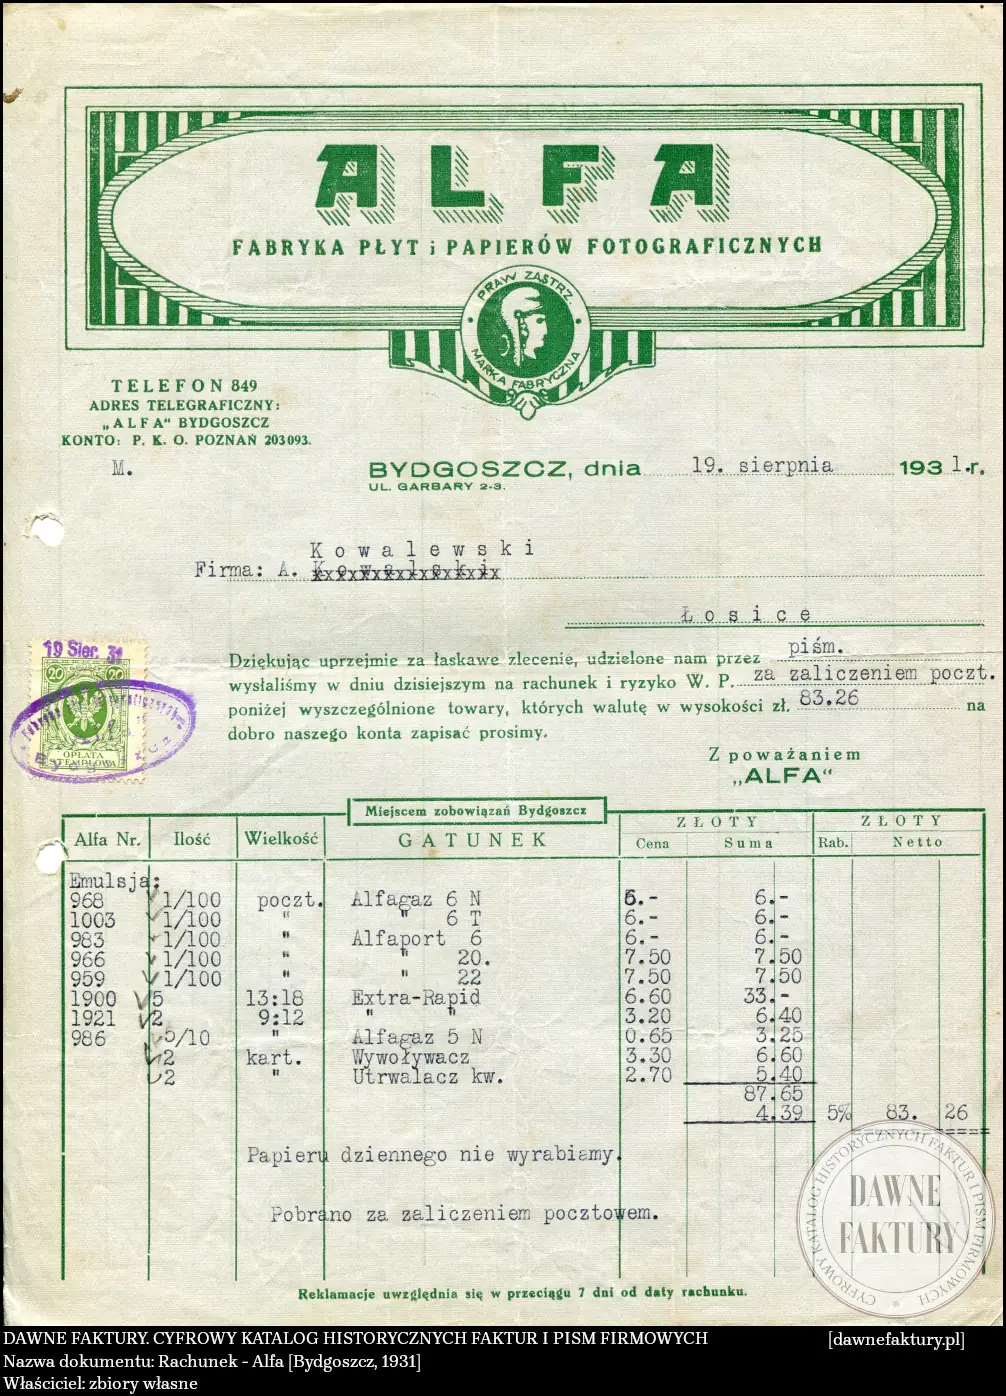 ALFA
FABRYKA PŁYT i PAPIERÓW FOTOGRAFICZNYCH
PRAW. ZASTRZ.
MARKA FABRYCZNA
TELEFON 849
ADRES TELEGRAFICZNY:
„ALFA" BYDGOSZCZ
KONTO: P. K. O. POZNAŃ 203093.
M.
BYDGOSZCZ, dnia 19. sierpnia 1931.r.
UL. GARBARY 2-3.
Kowalewski
Firma: A. Kowalski
Łosice
19 Sier. 31
20 20
OPŁATA
STEMPLOWA
Dziękując uprzejmie za łaskawe zlecenie, udzielone nam przez piśm.
wysłaliśmy w dniu dzisiejszym na rachunek i ryzyko W. P. za zaliczeniem poczt.
poniżej wyszczególnione towary, których walutę w wysokości zł. 83.26 na
dobro naszego konta zapisać prosimy.
Z poważaniem
„ALFA"
Miejscem zobowiązań Bydgoszcz
Alfa Nr. Ilość Wielkość GATUNEK ZŁOTY Cena Suma ZŁOTY Rab. Netto
Emulsja:
968 1/100 poczt. Alfagaz 6 N 6.- 6.-
1003 1/100 " " 6 T 6.- 6.-
983 1/100 " Alfaport 6 6.- 6.-
966 1/100 " " 20. 7.50 7.50
959 1/100 " " 22 7.50 7.50
1900 5 13:18 Extra-Rapid 6.60 33.-
1921 2 9:12 " " 3.20 6.40
986 5/10 " Alfagaz 5 N 0.65 3.25
2 kart. Wywoływacz 3.30 6.60
2 " Utrwalacz kw. 2.70 5.40
87.65
4.39 5% 83. 26
Papieru dziennego nie wyrabiamy.
Pobrano za zaliczeniem pocztowem.
Reklamacje uwzględnia się w przeciągu 7 dni od daty rachunku.
DAWNE
FAKTURY
CYFROWY KATALOG HISTORYCZNYCH FAKTUR I PISM FIRMOWYCH
DAWNE FAKTURY. CYFROWY KATALOG HISTORYCZNYCH FAKTUR I PISM FIRMOWYCH [dawnefaktury.pl]
Nazwa dokumentu: Rachunek - Alfa [Bydgoszcz, 1931]
Właściciel: zbiory własne